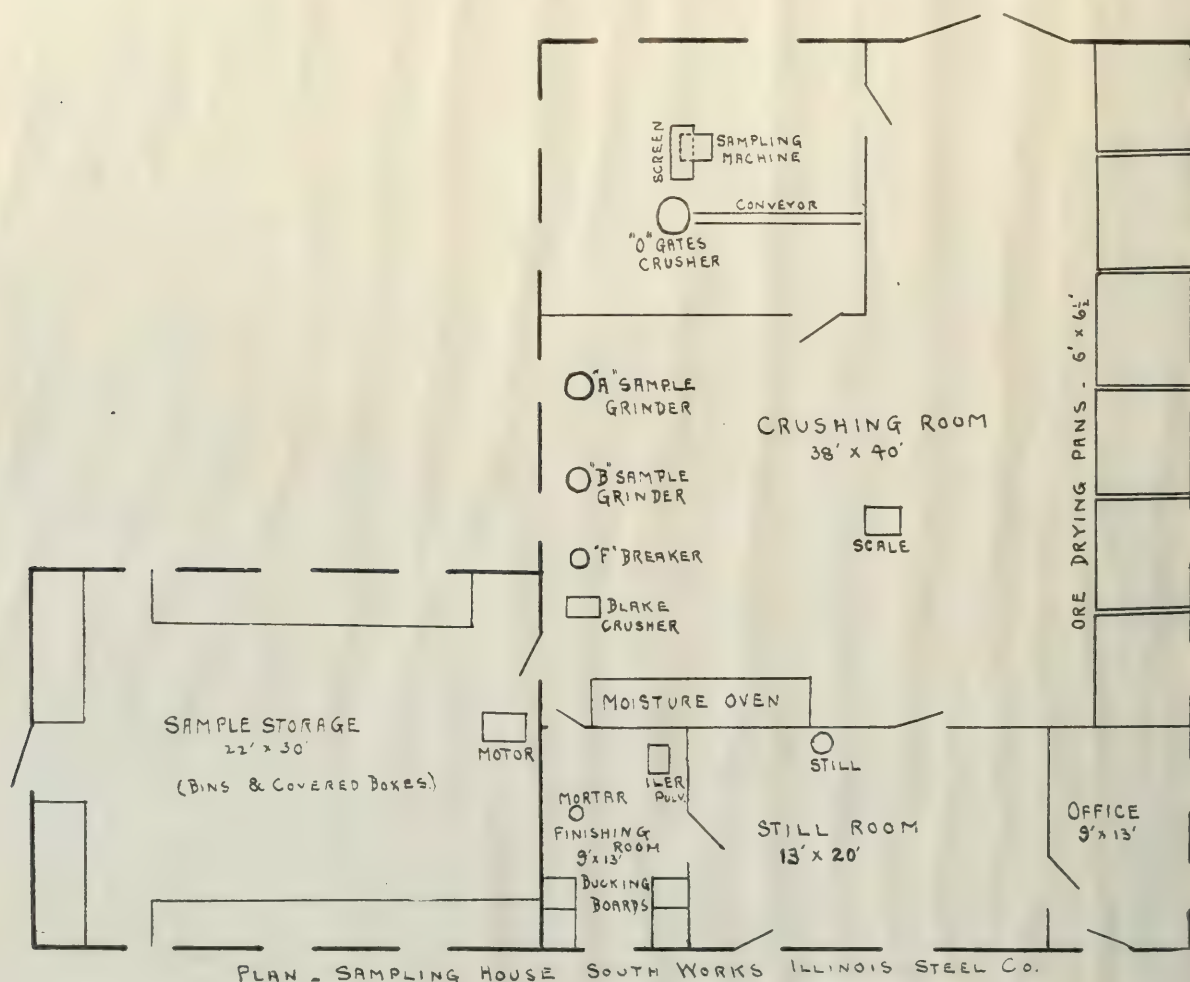 SCREEN
SAMPLING
MACHINE
CONVEYOR
"O" GATES
CRUSHER
"A" SAMPLE
GRINDER
CRUSHING ROOM
38' x 40'
ORE DRYING PANS - 6' x 6½'
"B" SAMPLE
GRINDER
SCALE
"F" BREAKER
BLAKE
CRUSHER
MOISTURE OVEN
SAMPLE STORAGE
22' x 30'
(BINS & COVERED BOXES.)
MOTOR
STILL
ILER
PULV.
MORTAR
FINISHING
ROOM
9' x 13'
STILL ROOM
13' x 20'
OFFICE
9' x 13'
BUCKING
BOARDS
PLAN - SAMPLING HOUSE SOUTH WORKS ILLINOIS STEEL CO.